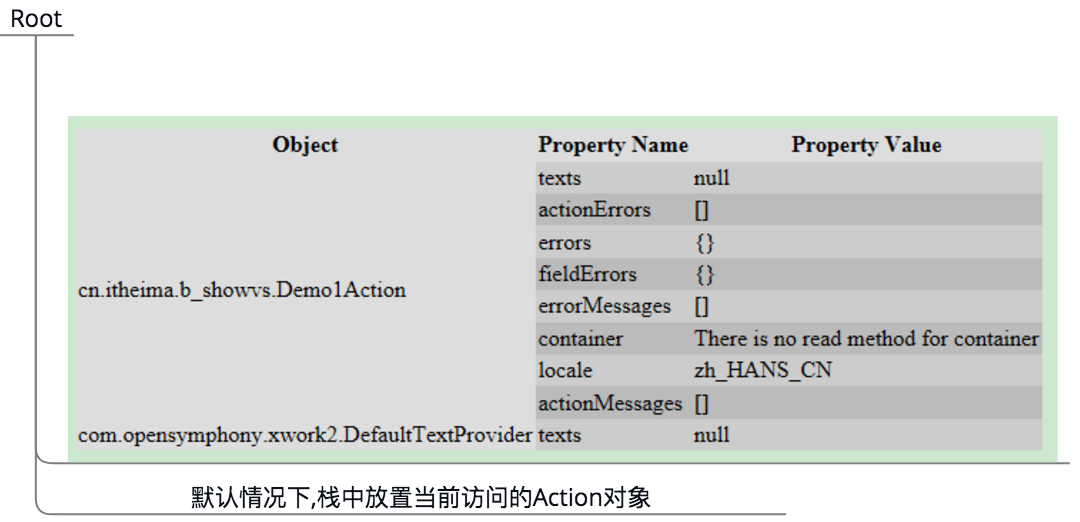 Root
Object Property Name Property Value
texts null
actionErrors []
errors {}
fieldErrors {}
cn.itheima.b_showvs.Demo1Action
errorMessages []
container There is no read method for container
locale zh_HANS_CN
actionMessages []
com.opensymphony.xwork2.DefaultTextProvider texts null
默认情况下,栈中放置当前访问的Action对象